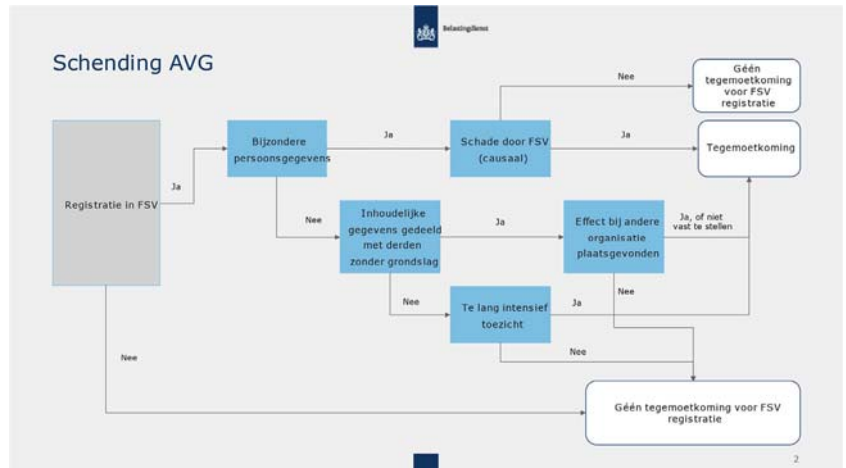 Belastingdienst
Schending AVG
Nee
Géén
tegemoetkoming
voor FSV
registratie
Bijzondere
persoonsgegevens
Ja
Schade door FSV
(causaal)
Ja
Tegemoetkoming
Registratie in FSV
Ja
Nee
Inhoudelijke
gegevens gedeeld
met derden
zonder grondslag
Ja
Effect bij andere
organisatie
plaatsgevonden
Ja, of niet
vast te stellen
Nee
Te lang intensief
toezicht
Ja
Nee
Nee
Nee
Géén tegemoetkoming voor FSV
registratie
2